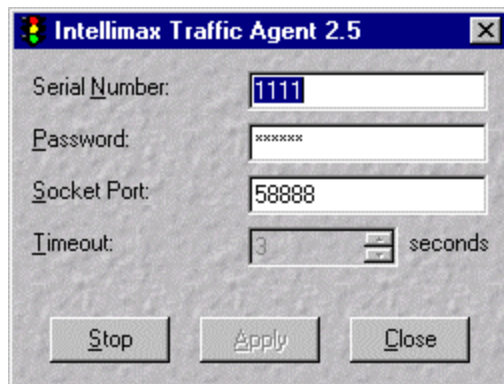 Intellimax Traffic Agent 2.5
Serial Number: 1111
Password: ******
Socket Port: 58888
Timeout: 3 seconds
Stop Apply Close